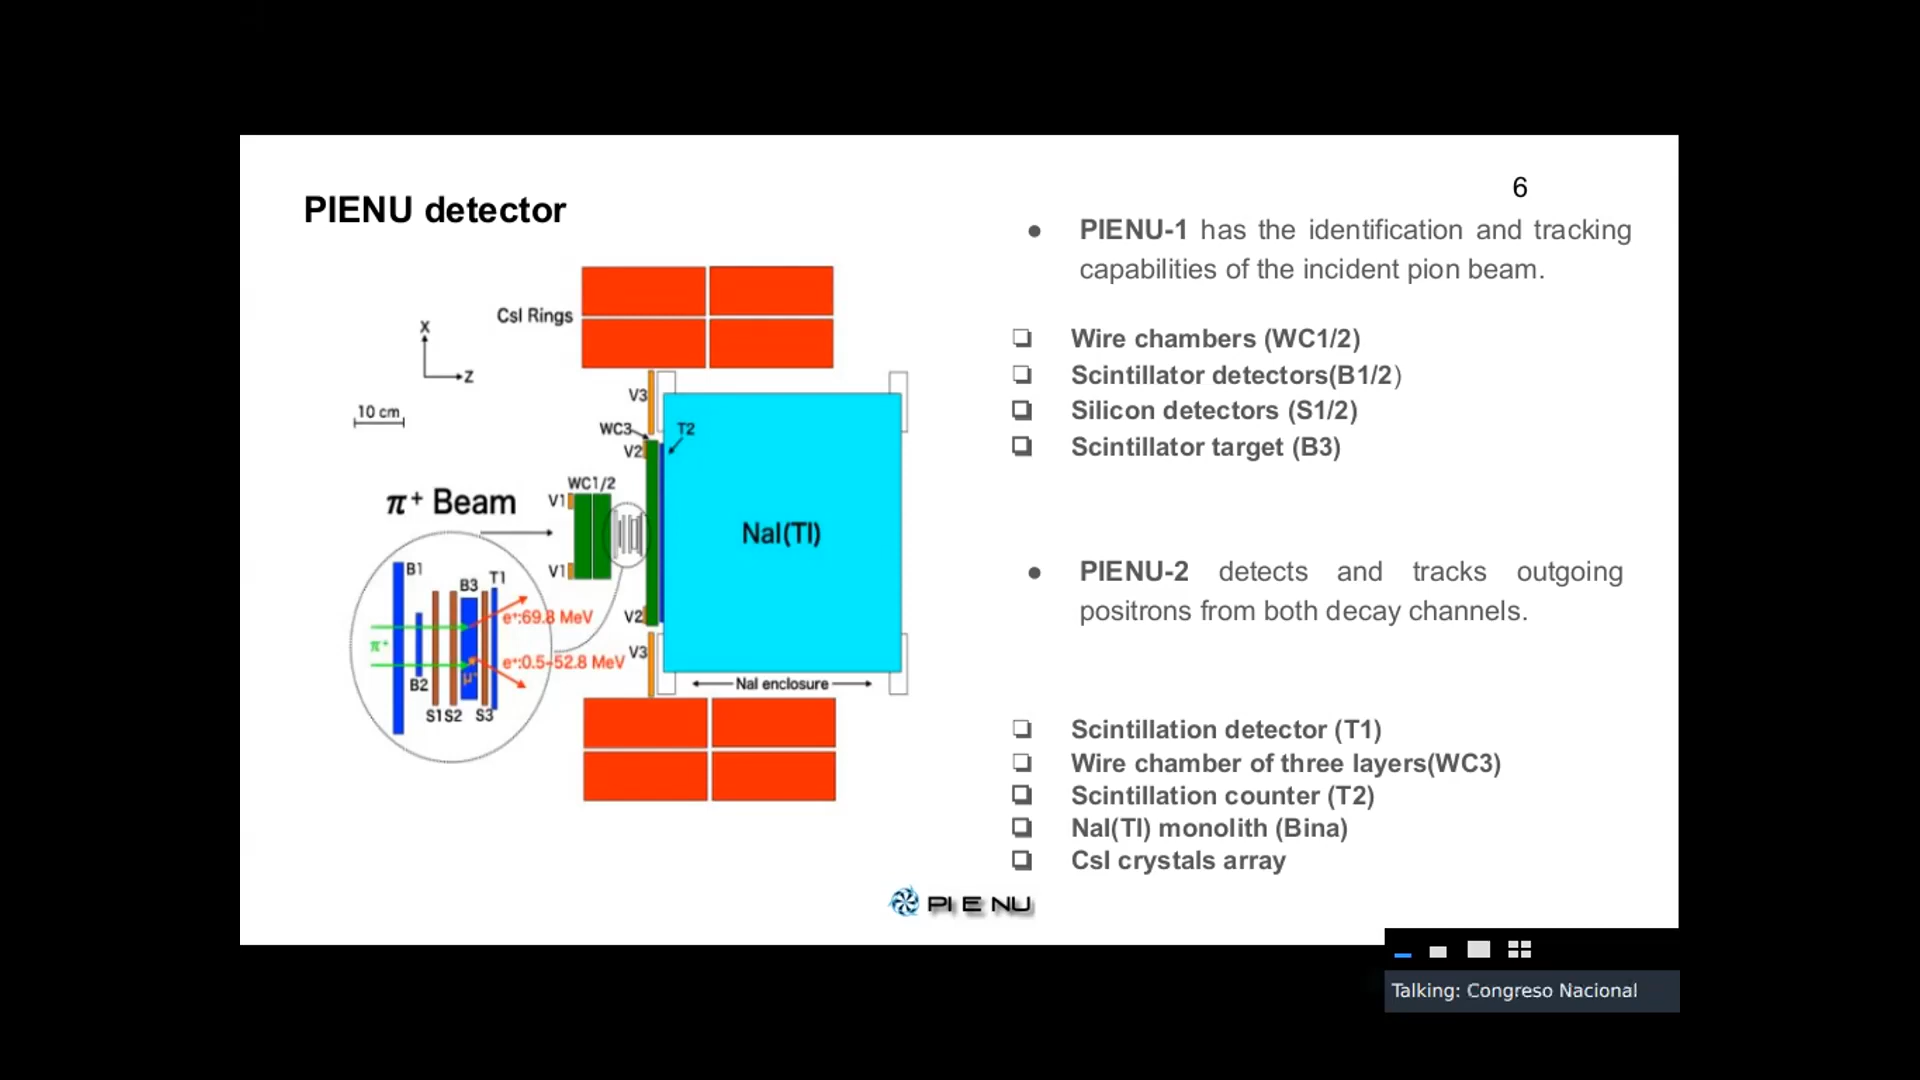 6
PIENU detector
● PIENU-1 has the identification and tracking
capabilities of the incident pion beam.
❏ Wire chambers (WC1/2)
❏ Scintillator detectors(B1/2)
❏ Silicon detectors (S1/2)
❏ Scintillator target (B3)
● PIENU-2 detects and tracks outgoing
positrons from both decay channels.
❏ Scintillation detector (T1)
❏ Wire chamber of three layers(WC3)
❏ Scintillation counter (T2)
❏ NaI(Tl) monolith (Bina)
❏ CsI crystals array
CsI Rings
X
Z
10 cm
V3
WC3
T2
V2
WC1/2
π+ Beam
V1
NaI(Tl)
V1
B1
B3
T1
e+:69.8 MeV
V2
π+
e+:0.5-52.8 MeV
V3
μ+
B2
NaI enclosure
S1 S2 S3
PI E NU
Talking: Congreso Nacional